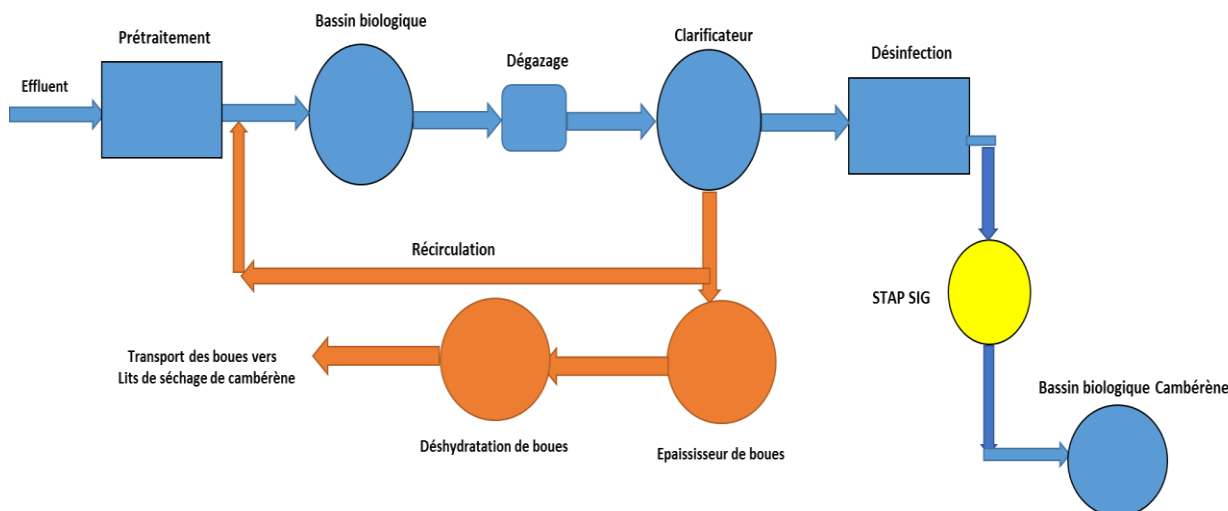 Bassin biologique
Prétraitement
Clarificateur
Dégazage
Désinfection
Effluent
Récirculation
STAP SIG
Transport des boues vers
Lits de séchage de cambérène
Bassin biologique Cambérène
Déshydratation de boues
Epaississeur de boues